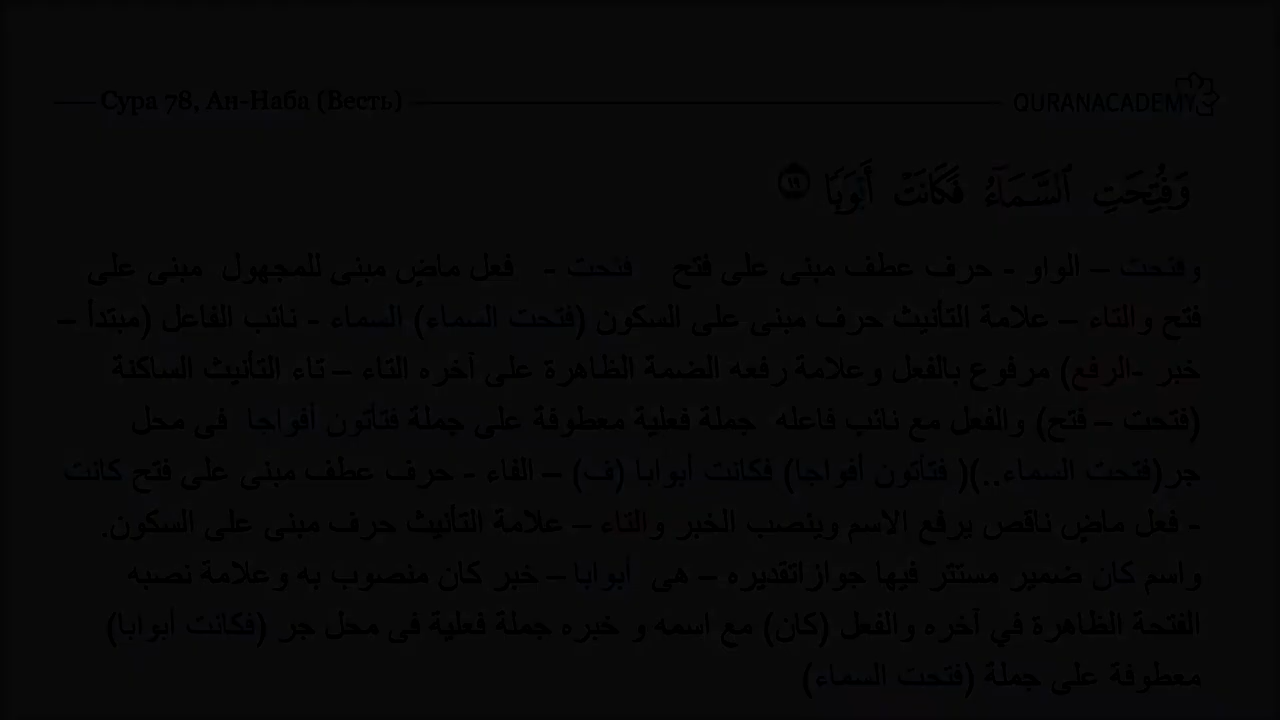 Сура 78, Ан-Наба (Весть)
QURANACADEMY
وَفُتِحَتِ ٱلسَّمَآءُ فَكَانَتۡ أَبۡوَٰبٗا ١٩
وفتحت – الواو - حرف عطف مبنى على فتح فتحت - فعل ماضٍ مبنى للمجهول مبنى على
فتح والتاء – علامة التأنيث حرف مبنى على السكون (فتحت السماء) السماء - نائب الفاعل (مبتدأ –
خبر -الرفع) مرفوع بالفعل وعلامة رفعه الضمة الظاهرة على آخره التاء – تاء التأنيث الساكنة
(فتحت – فتح) والفعل مع نائب فاعله جملة فعلية معطوفة على جملة فتأتون أفواجا فى محل
جر(فتحت السماء..)( فتأتون أفواجا) فكانت أبوابا (ف) – الفاء - حرف عطف مبنى على فتح كانت
- فعل ماضٍ ناقص يرفع الاسم وينصب الخبر والتاء – علامة التأنيث حرف مبنى على السكون.
واسم كان ضمير مستتر فيها جوازاتقديره – هى أبوابا – خبر كان منصوب به وعلامة نصبه
الفتحة الظاهرة في آخره والفعل (كان) مع اسمه و خبره جملة فعلية فى محل جر (فكانت أبوابا)
معطوفة على جملة (فتحت السماء)